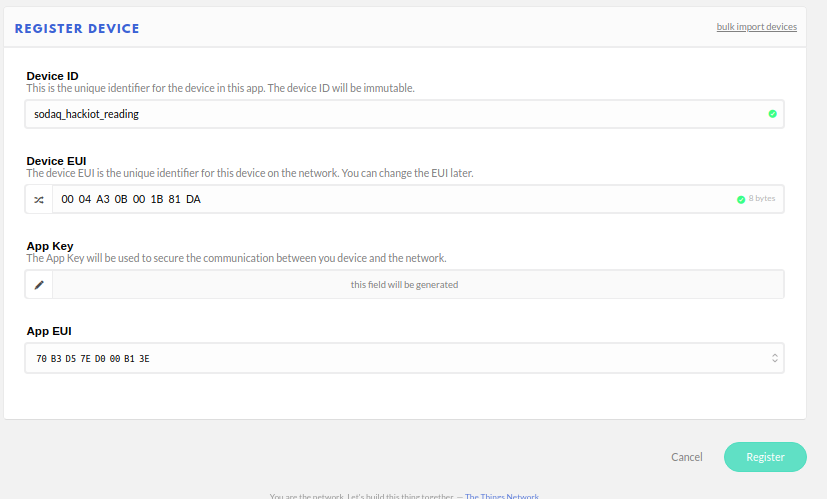 REGISTER DEVICE
bulk import devices
Device ID
This is the unique identifier for the device in this app. The device ID will be immutable.
sodaq_hackiot_reading
Device EUI
The device EUI is the unique identifier for this device on the network. You can change the EUI later.
00 04 A3 0B 00 1B 81 DA
8 bytes
App Key
The App Key will be used to secure the communication between you device and the network.
this field will be generated
App EUI
70 B3 D5 7E D0 00 B1 3E
Cancel
Register
You are the network. Let's build this thing together. — The Things Network